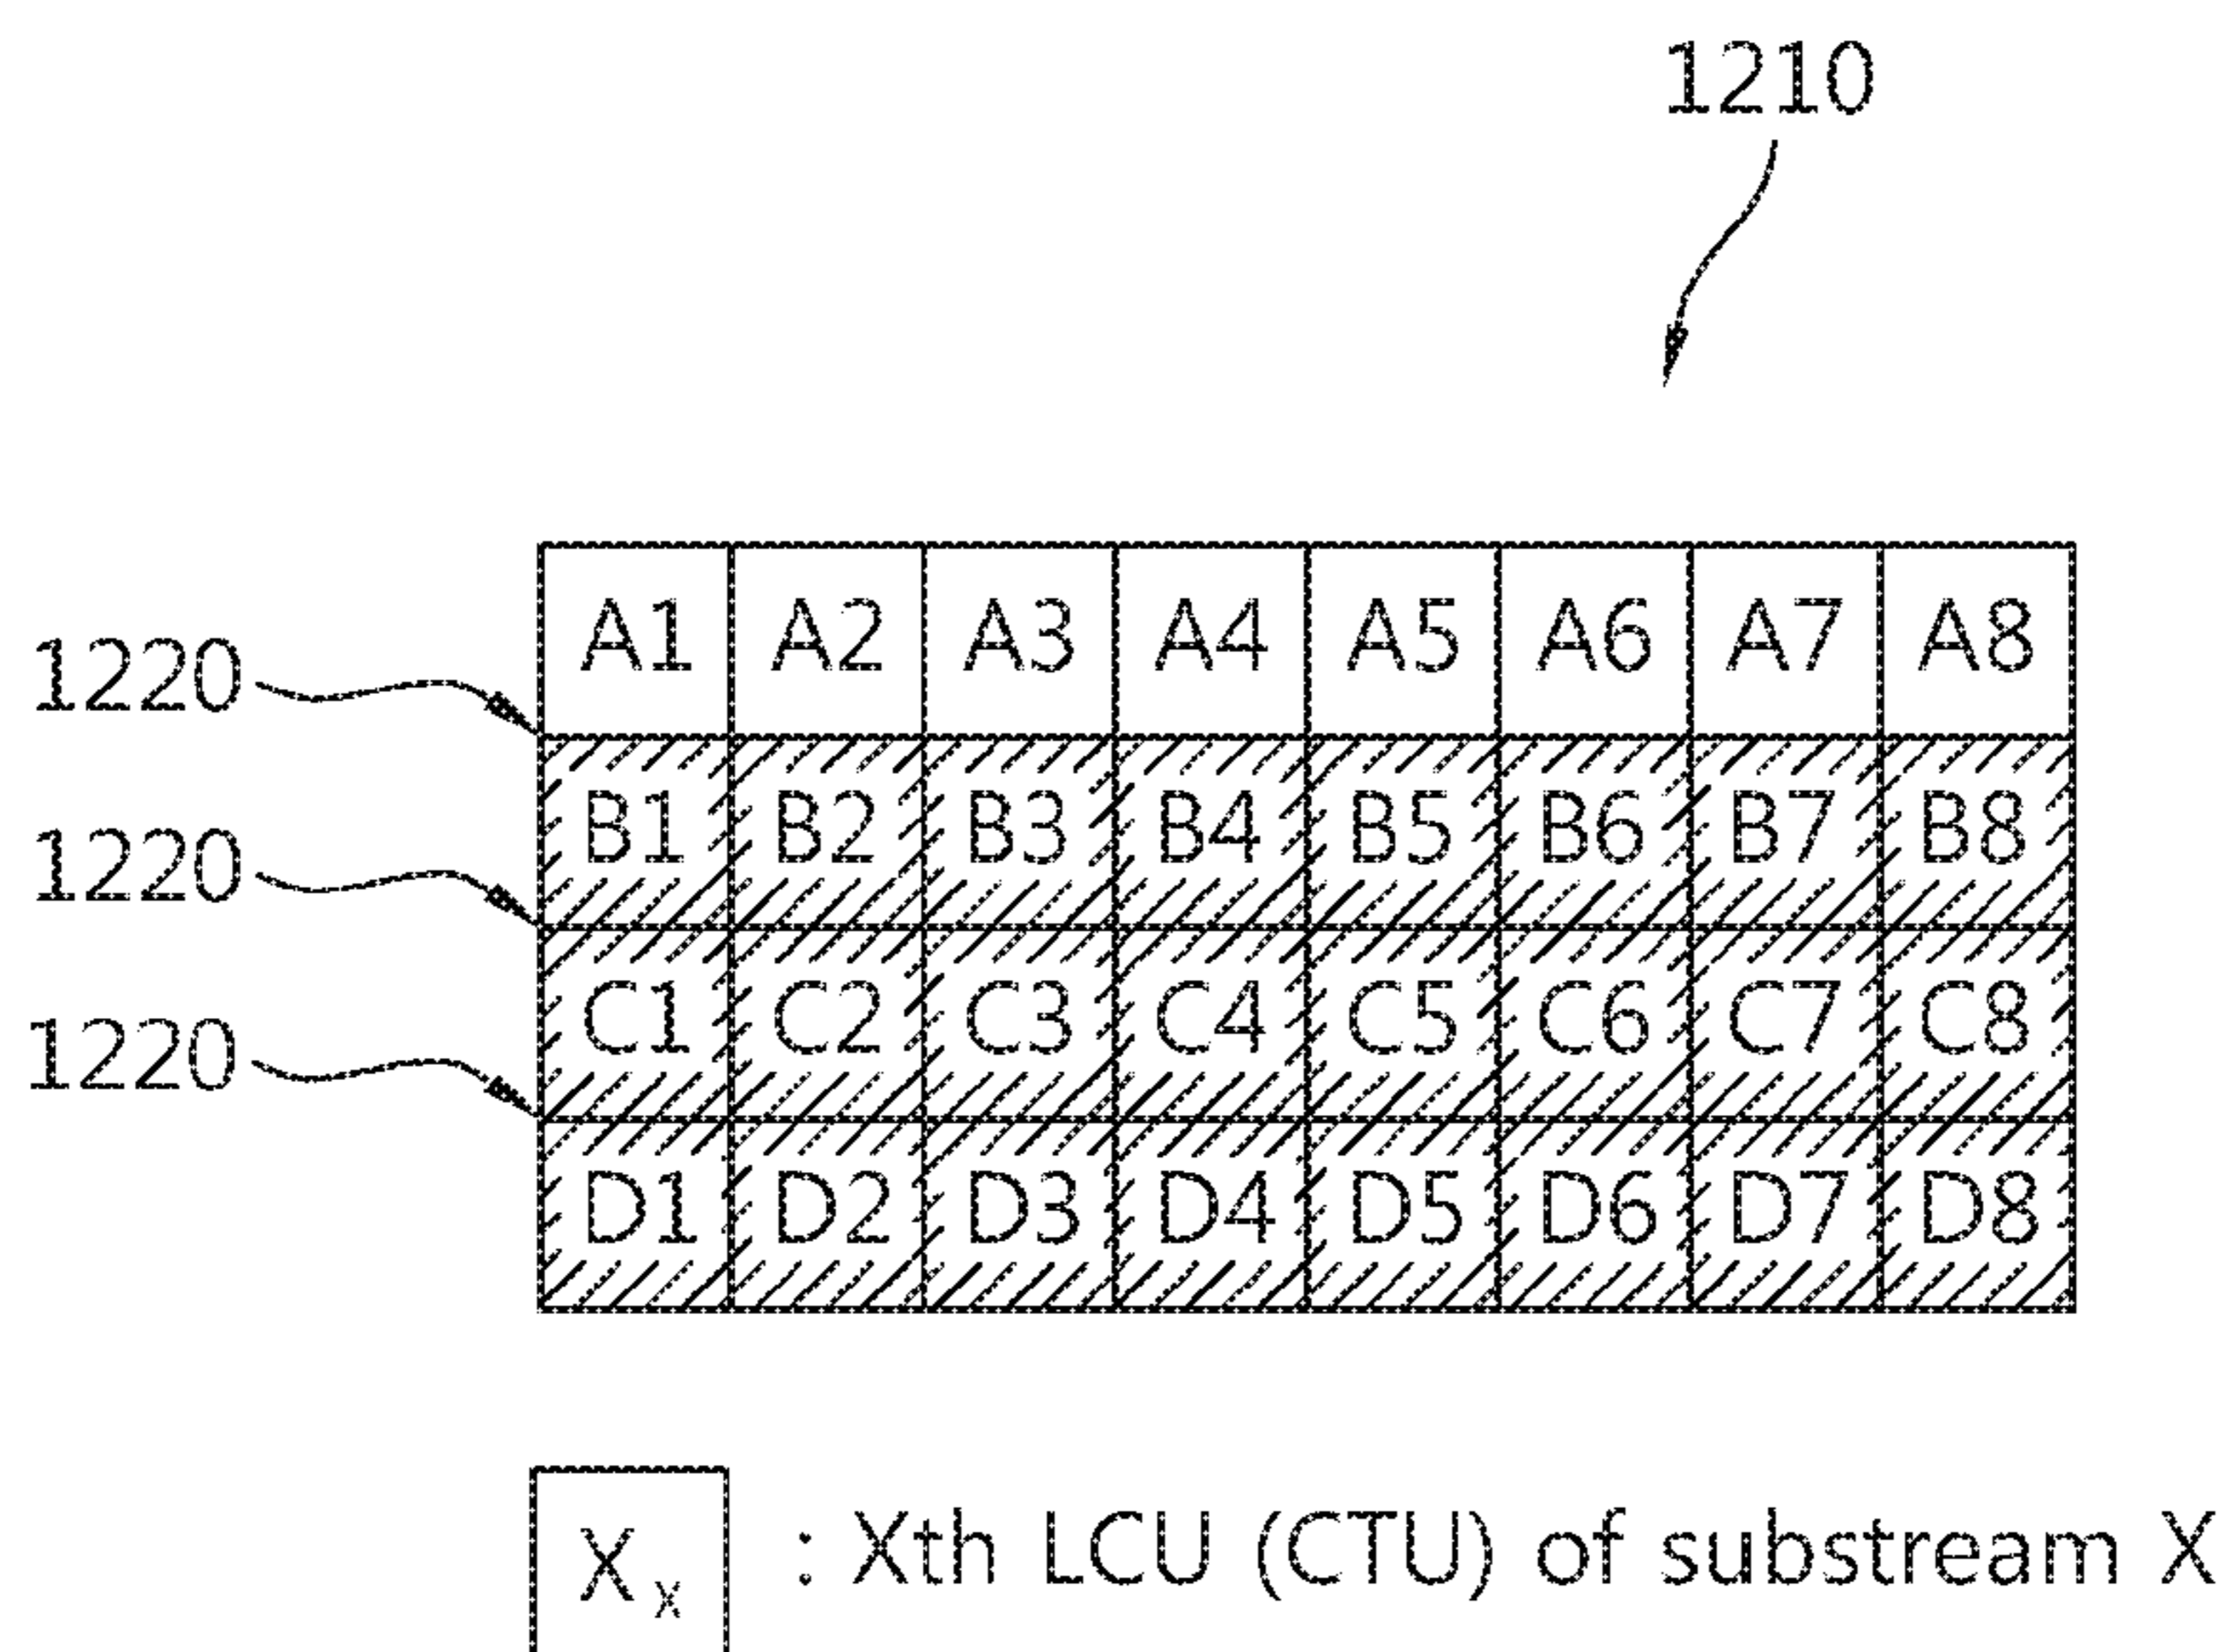 1210
A1 A2 A3 A4 A5 A6 A7 A8
1220
B1 B2 B3 B4 B5 B6 B7 B8
1220
C1 C2 C3 C4 C5 C6 C7 C8
1220
D1 D2 D3 D4 D5 D6 D7 D8
Xx : Xth LCU (CTU) of substream X